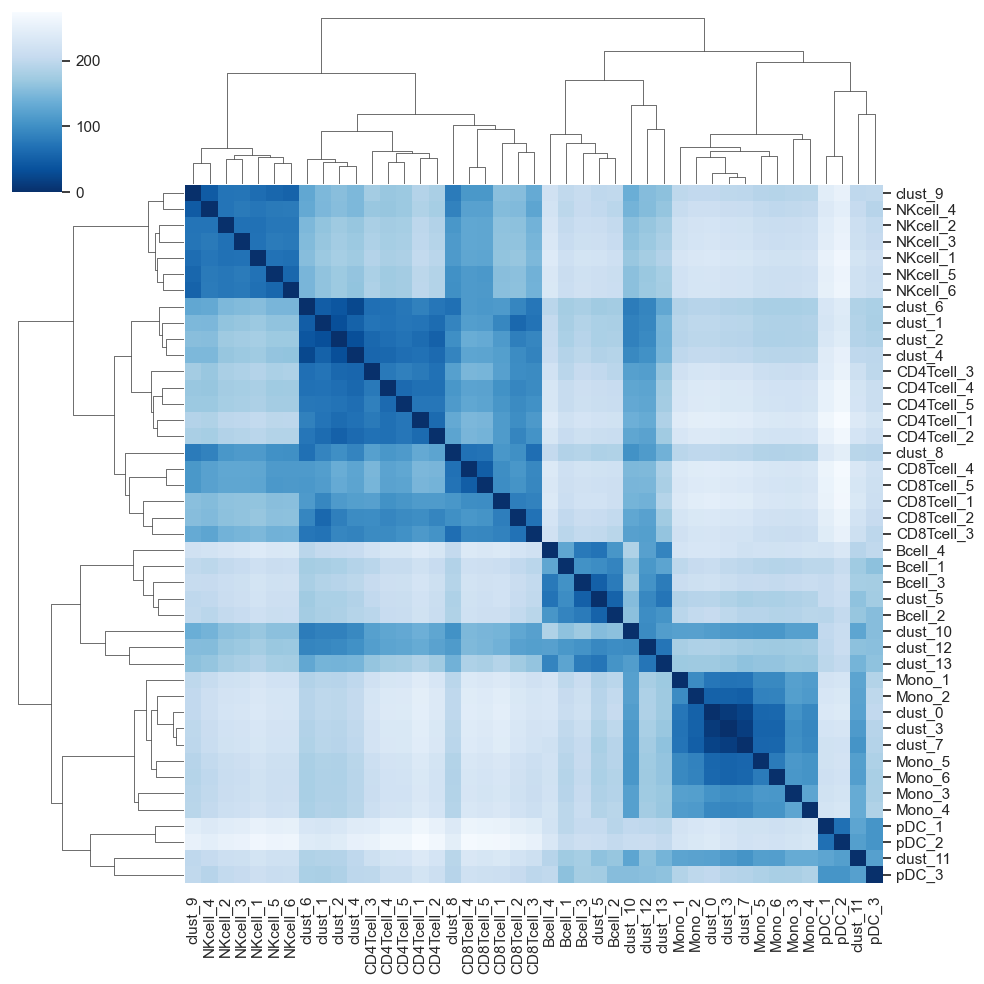 200
100
0
clust_9
NKcell_4
NKcell_2
NKcell_3
NKcell_1
NKcell_5
NKcell_6
clust_6
clust_1
clust_2
clust_4
CD4Tcell_3
CD4Tcell_4
CD4Tcell_5
CD4Tcell_1
CD4Tcell_2
clust_8
CD8Tcell_4
CD8Tcell_5
CD8Tcell_1
CD8Tcell_2
CD8Tcell_3
Bcell_4
Bcell_1
Bcell_3
clust_5
Bcell_2
clust_10
clust_12
clust_13
Mono_1
Mono_2
clust_0
clust_3
clust_7
Mono_5
Mono_6
Mono_3
Mono_4
pDC_1
pDC_2
clust_11
pDC_3
clust_9
NKcell_4
NKcell_2
NKcell_3
NKcell_1
NKcell_5
NKcell_6
clust_6
clust_1
clust_2
clust_4
CD4Tcell_3
CD4Tcell_4
CD4Tcell_5
CD4Tcell_1
CD4Tcell_2
clust_8
CD8Tcell_4
CD8Tcell_5
CD8Tcell_1
CD8Tcell_2
CD8Tcell_3
Bcell_4
Bcell_1
Bcell_3
clust_5
Bcell_2
clust_10
clust_12
clust_13
Mono_1
Mono_2
clust_0
clust_3
clust_7
Mono_5
Mono_6
Mono_3
Mono_4
pDC_1
pDC_2
clust_11
pDC_3